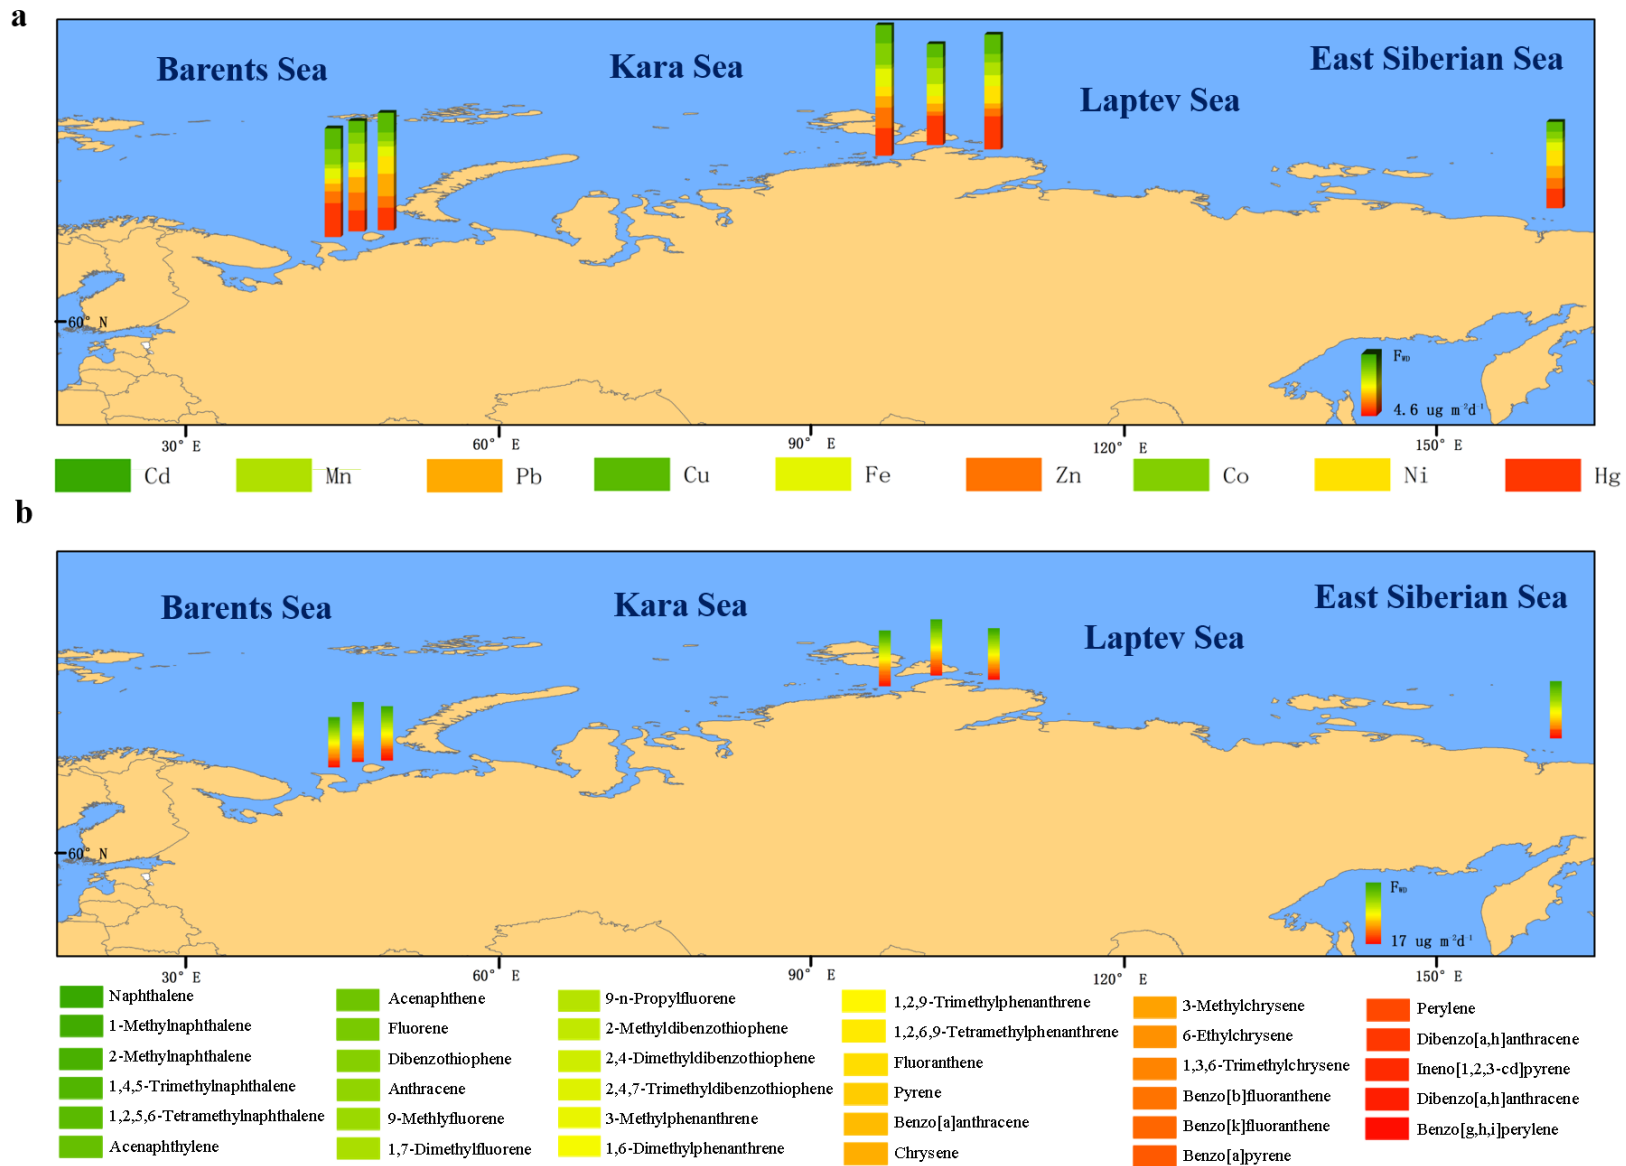 a
Barents Sea
Kara Sea
Laptev Sea
East Siberian Sea
60° N
F_WD
4.6 ug m⁻²d⁻¹
30° E
60° E
90° E
120° E
150° E
Cd
Mn
Pb
Cu
Fe
Zn
Co
Ni
Hg
b
Barents Sea
Kara Sea
Laptev Sea
East Siberian Sea
60° N
F_WD
17 ug m⁻²d⁻¹
30° E
60° E
90° E
120° E
150° E
Naphthalene
1-Methylnaphthalene
2-Methylnaphthalene
1,4,5-Trimethylnaphthalene
1,2,5,6-Tetramethylnaphthalene
Acenaphthylene
Acenaphthene
Fluorene
Dibenzothiophene
Anthracene
9-Methlyfluorene
1,7-Dimethylfluorene
9-n-Propylfluorene
2-Methyldibenzothiophene
2,4-Dimethyldibenzothiophene
2,4,7-Trimethyldibenzothiophene
3-Methylphenanthrene
1,6-Dimethylphenanthrene
1,2,9-Trimethylphenanthrene
1,2,6,9-Tetramethylphenanthrene
Fluoranthene
Pyrene
Benzo[a]anthracene
Chrysene
3-Methylchrysene
6-Ethylchrysene
1,3,6-Trimethylchrysene
Benzo[b]fluoranthene
Benzo[k]fluoranthene
Benzo[a]pyrene
Perylene
Dibenzo[a,h]anthracene
Ineno[1,2,3-cd]pyrene
Dibenzo[a,h]anthracene
Benzo[g,h,i]perylene